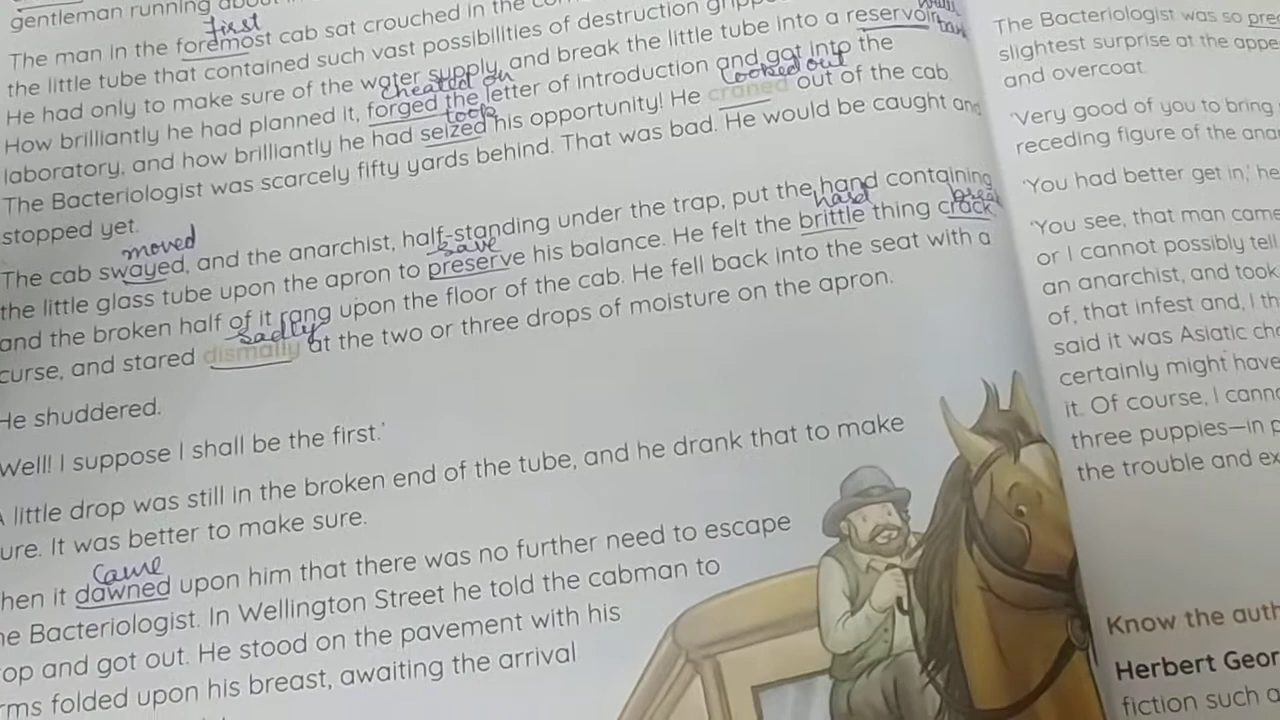 gentleman running about
first
The man in the foremost cab sat crouched in the
the little tube that contained such vast possibilities of destruction
He had only to make sure of the water supply, and break the little tube into a reservoir.
tank
cheated on
looked out
How brilliantly he had planned it, forged the letter of introduction and got into the
took
laboratory, and how brilliantly he had seized his opportunity! He craned out of the cab.
The Bacteriologist was scarcely fifty yards behind. That was bad. He would be caught and
stopped yet.
moved
hard
break
The cab swayed, and the anarchist, half-standing under the trap, put the hand containing
save
the little glass tube upon the apron to preserve his balance. He felt the brittle thing crack,
and the broken half of it rang upon the floor of the cab. He fell back into the seat with a
sadly
curse, and stared dismally at the two or three drops of moisture on the apron.
He shuddered.
Well! I suppose I shall be the first.'
little drop was still in the broken end of the tube, and he drank that to make
ure. It was better to make sure.
came
hen it dawned upon him that there was no further need to escape
he Bacteriologist. In Wellington Street he told the cabman to
op and got out. He stood on the pavement with his
rms folded upon his breast, awaiting the arrival
The Bacteriologist was so pre
slightest surprise at the appe
and overcoat.
'Very good of you to bring
receding figure of the ana
'You had better get in,' he
'You see, that man came
or I cannot possibly tell
an anarchist, and took
of, that infest and, I th
said it was Asiatic cho
certainly might have
it. Of course, I cann
three puppies—in p
the trouble and ex
Know the auth
Herbert Geor
fiction such a